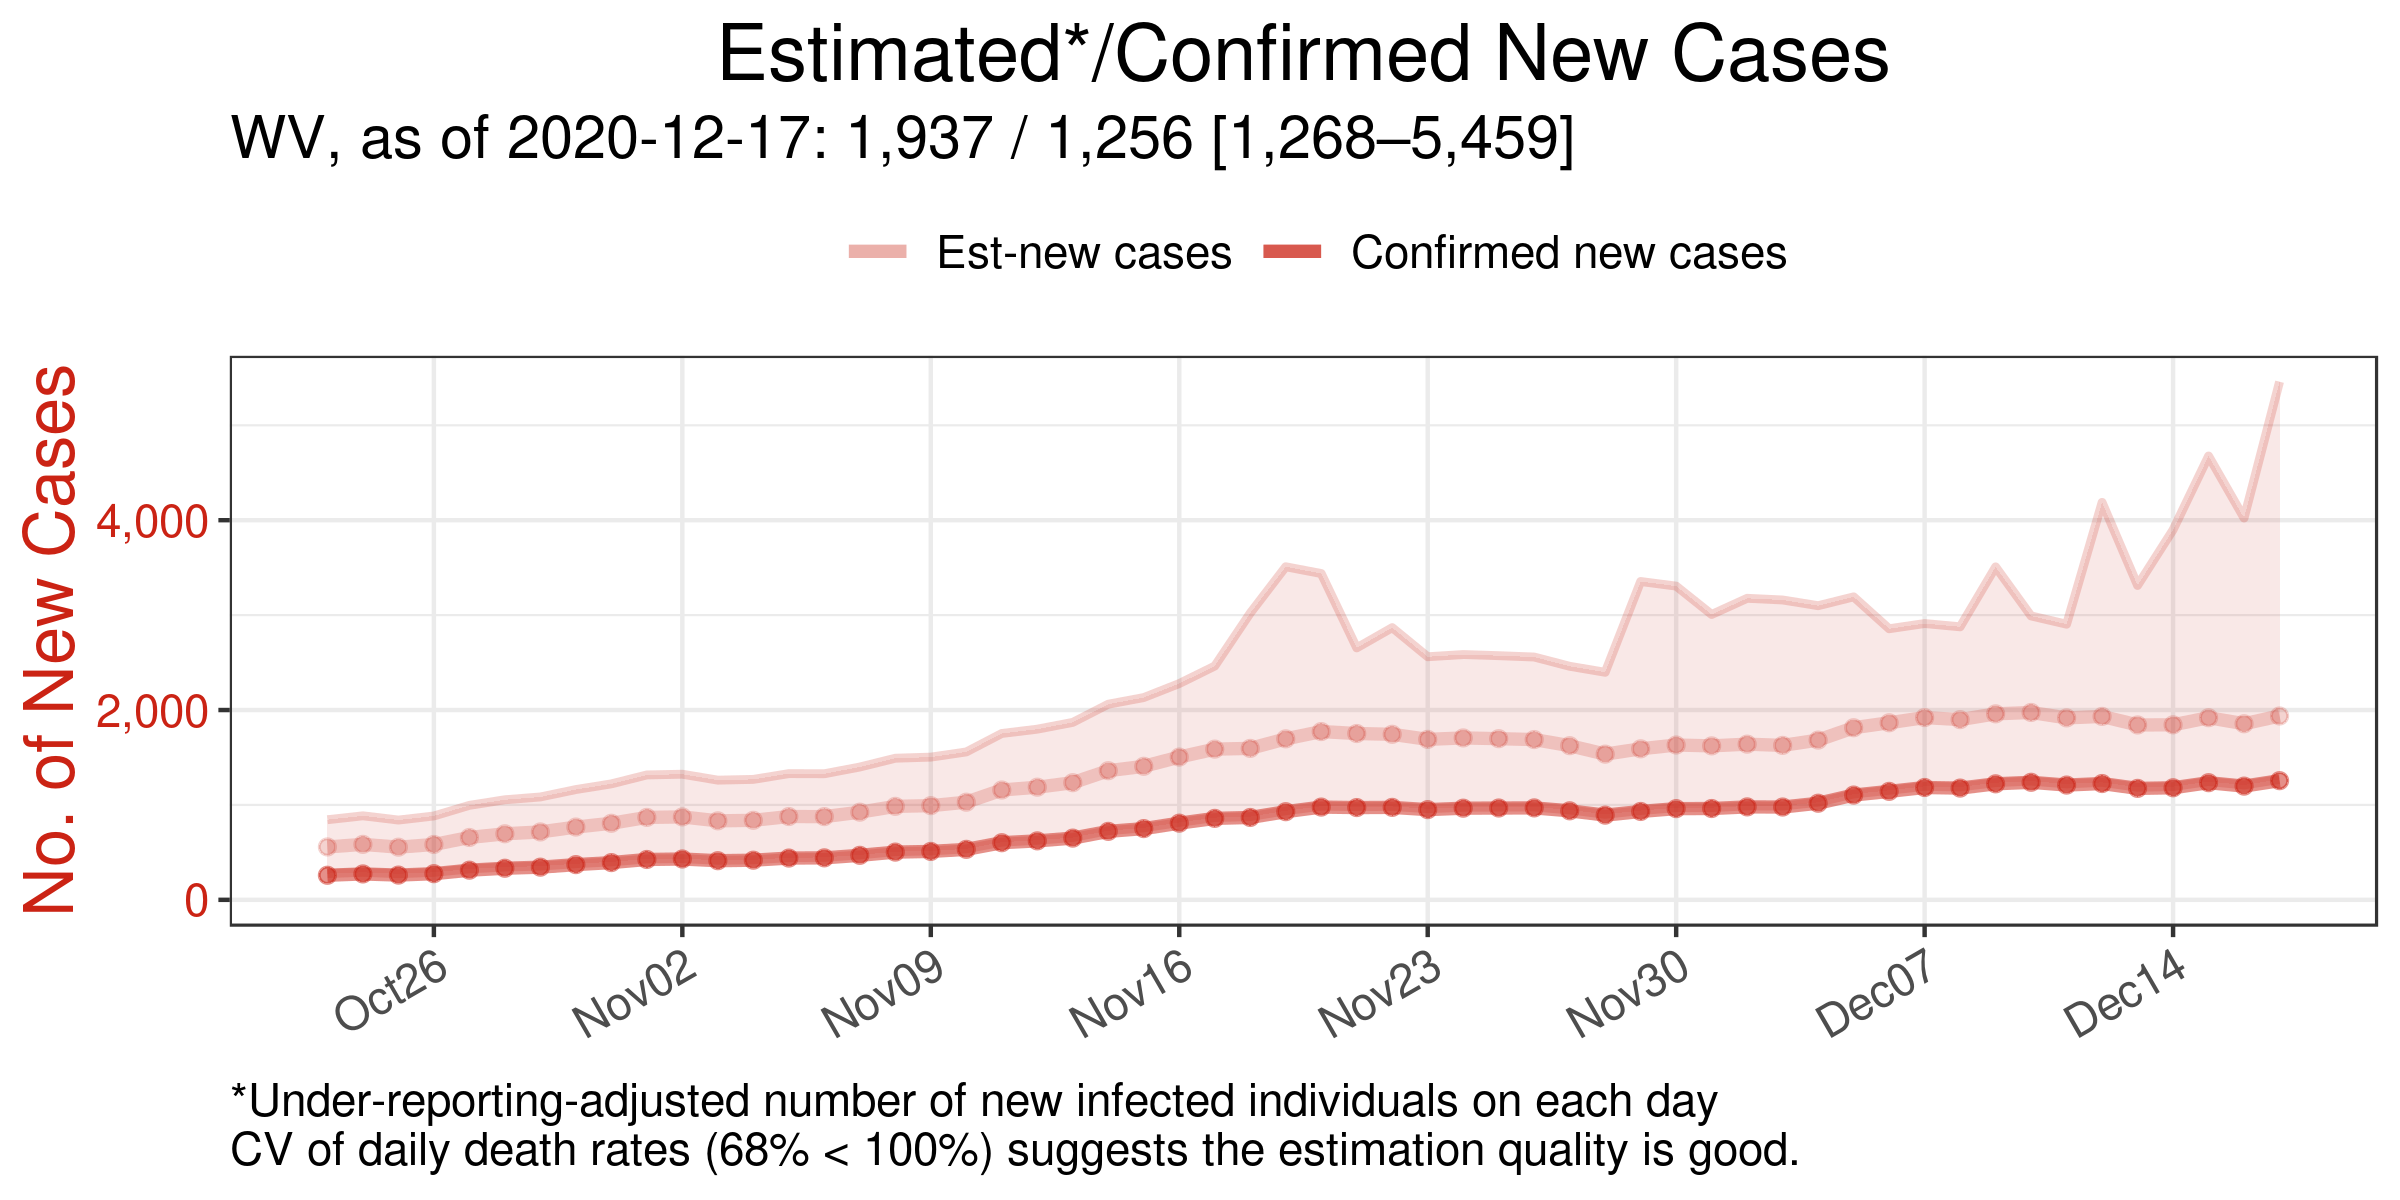 Estimated*/Confirmed New Cases
WV, as of 2020-12-17: 1,937 / 1,256 [1,268–5,459]
Est-new cases
Confirmed new cases
No. of New Cases
4,000
2,000
0
Oct26
Nov02
Nov09
Nov16
Nov23
Nov30
Dec07
Dec14
*Under-reporting-adjusted number of new infected individuals on each day
CV of daily death rates (68% < 100%) suggests the estimation quality is good.